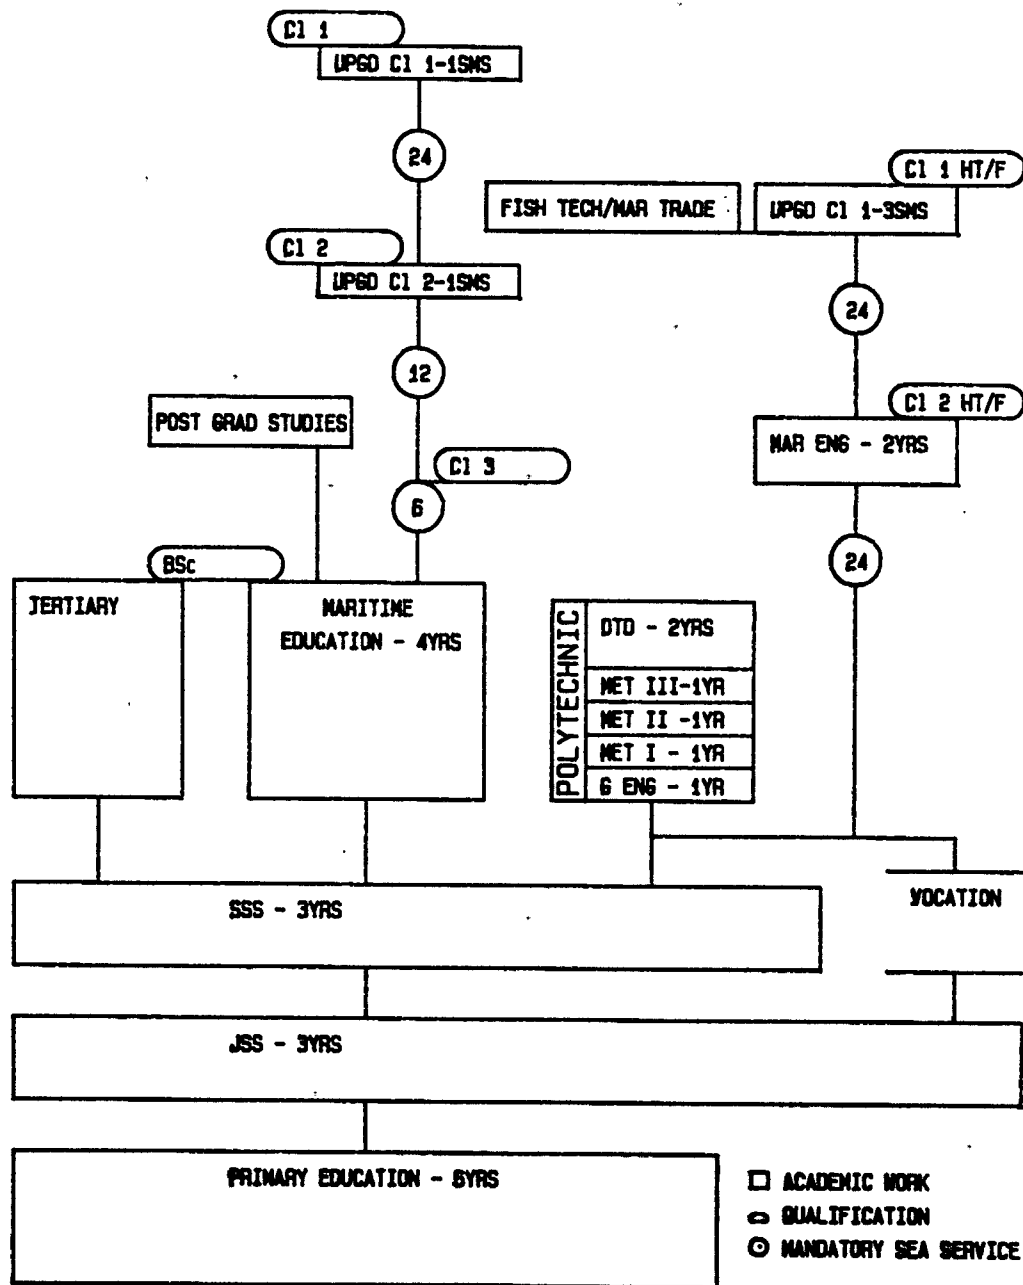 Cl 1
UPGD Cl 1-1SMS
24
Cl 1 HT/F
FISH TECH/MAR TRADE
UPGD Cl 1-3SMS
Cl 2
UPGD Cl 2-1SMS
24
12
POST GRAD STUDIES
Cl 2 HT/F
MAR ENG - 2YRS
Cl 3
6
BSc
24
TERTIARY
MARITIME
EDUCATION - 4YRS
POLYTECHNIC
OTD - 2YRS
MET III-1YR
MET II -1YR
MET I - 1YR
G ENG - 1YR
SSS - 3YRS
VOCATION
JSS - 3YRS
PRIMARY EDUCATION - 6YRS
ACADEMIC WORK
QUALIFICATION
MANDATORY SEA SERVICE